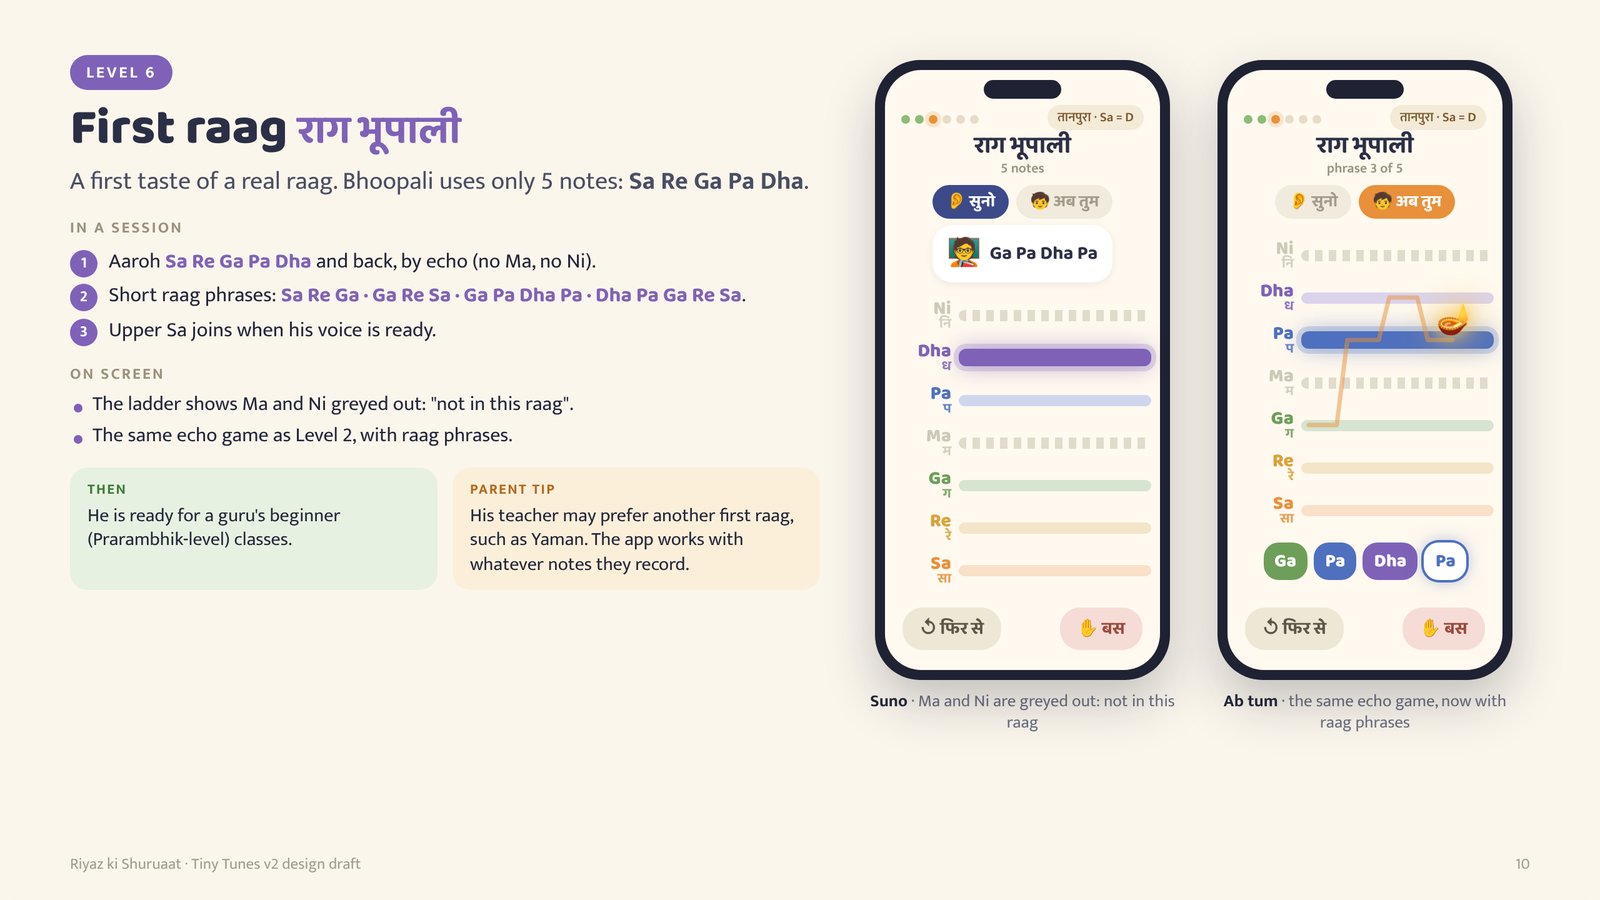 LEVEL 6
First raag राग भूपाली
A first taste of a real raag. Bhoopali uses only 5 notes: Sa Re Ga Pa Dha.
IN A SESSION
1 Aaroh Sa Re Ga Pa Dha and back, by echo (no Ma, no Ni).
2 Short raag phrases: Sa Re Ga · Ga Re Sa · Ga Pa Dha Pa · Dha Pa Ga Re Sa.
3 Upper Sa joins when his voice is ready.
ON SCREEN
The ladder shows Ma and Ni greyed out: "not in this raag".
The same echo game as Level 2, with raag phrases.
THEN
He is ready for a guru's beginner
(Prarambhik-level) classes.
PARENT TIP
His teacher may prefer another first raag,
such as Yaman. The app works with
whatever notes they record.
तानपुरा · Sa = D
राग भूपाली
5 notes
सुनो अब तुम
Ga Pa Dha Pa
Ni
नि
Dha
ध
Pa
प
Ma
म
Ga
ग
Re
रे
Sa
सा
फिर से बस
Suno · Ma and Ni are greyed out: not in this
raag
तानपुरा · Sa = D
राग भूपाली
phrase 3 of 5
सुनो अब तुम
Ni
नि
Dha
ध
Pa
प
Ma
म
Ga
ग
Re
रे
Sa
सा
Ga Pa Dha Pa
फिर से बस
Ab tum · the same echo game, now with
raag phrases
Riyaz ki Shuruaat · Tiny Tunes v2 design draft
10